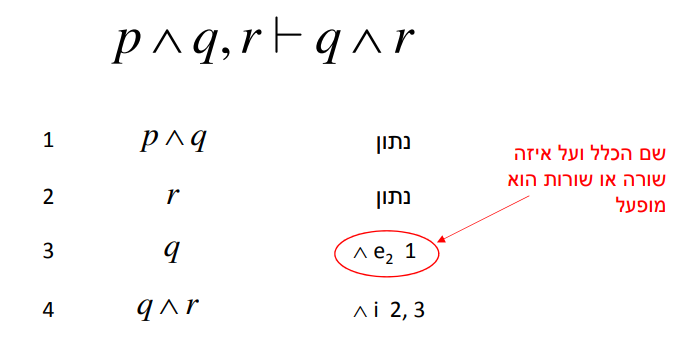 p ∧ q, r ⊢ q ∧ r
1 p ∧ q נתון
2 r נתון
3 q ∧ e₂ 1
4 q ∧ r ∧ i 2, 3
שם הכלל ועל איזה
שורה או שורות הוא
מופעל